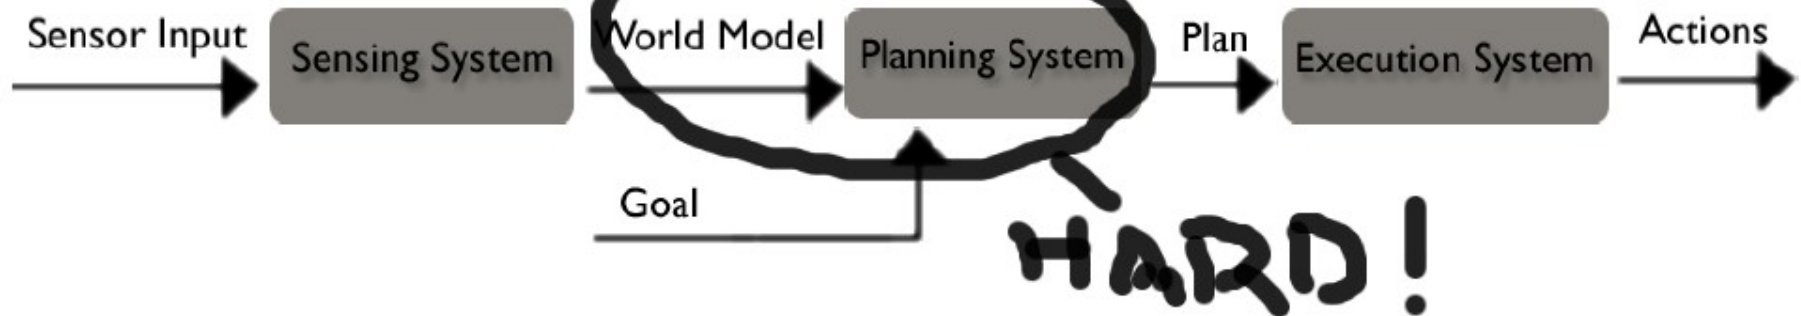 Sensor Input
Sensing System
World Model
Planning System
Plan
Execution System
Actions
Goal
HARD!